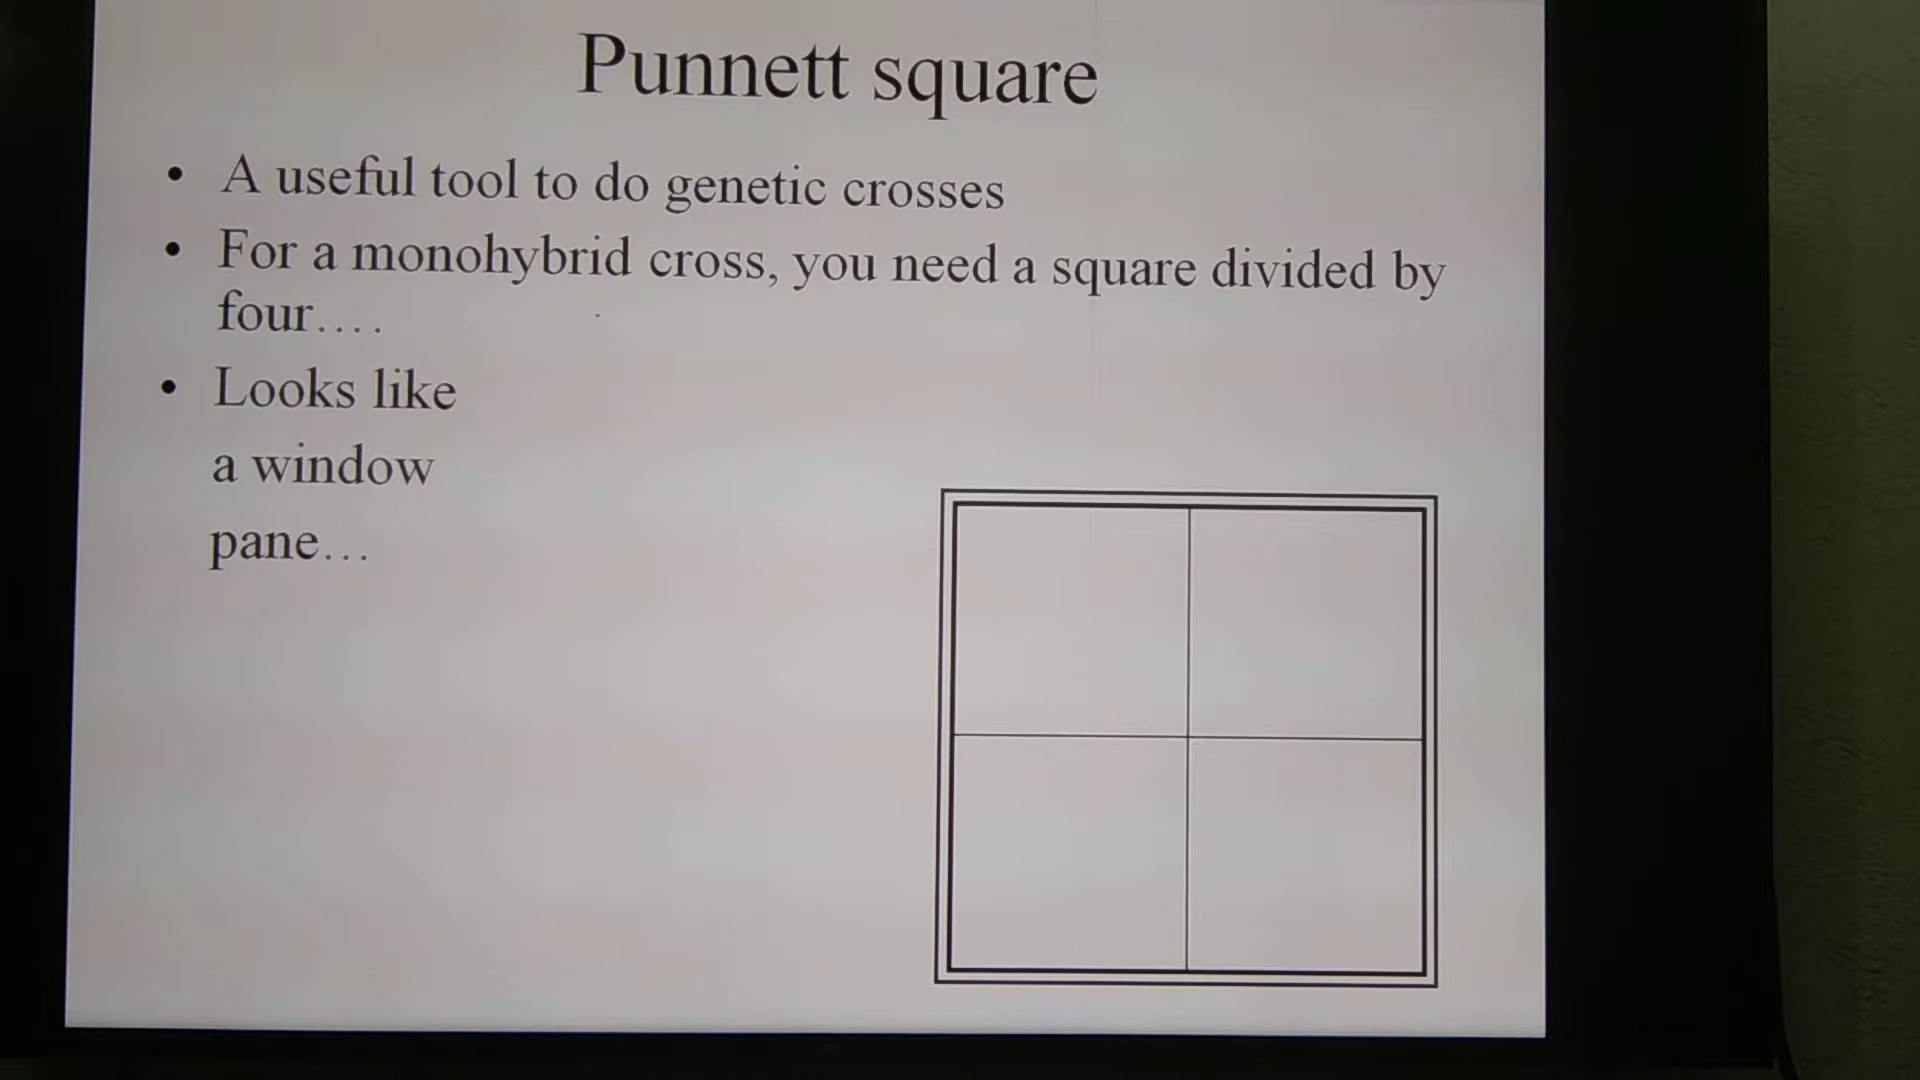 Punnett square
• A useful tool to do genetic crosses
• For a monohybrid cross, you need a square divided by
four....
• Looks like
a window
pane...